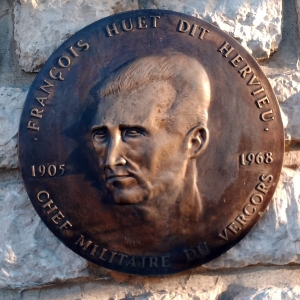 · FRANÇOIS HUET DIT HERVIEU ·
1905 1968
CHEF MILITAIRE DU VERCORS